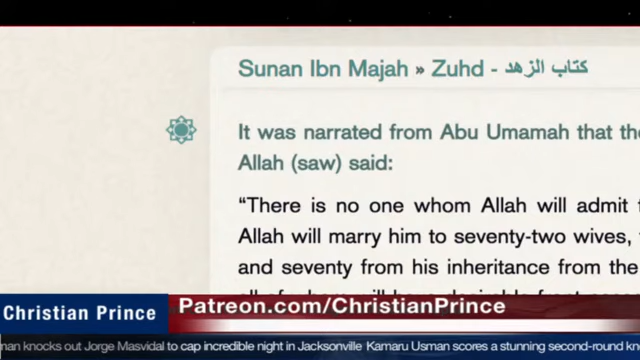 Sunan Ibn Majah » Zuhd - كتاب الزهد
It was narrated from Abu Umamah that the
Allah (saw) said:
“There is no one whom Allah will admit
Allah will marry him to seventy-two wives,
and seventy from his inheritance from the
Patreon.com/ChristianPrince
Christian Prince
man knocks out Jorge Masvidal to cap incredible night in Jacksonville Kamaru Usman scores a stunning second-round